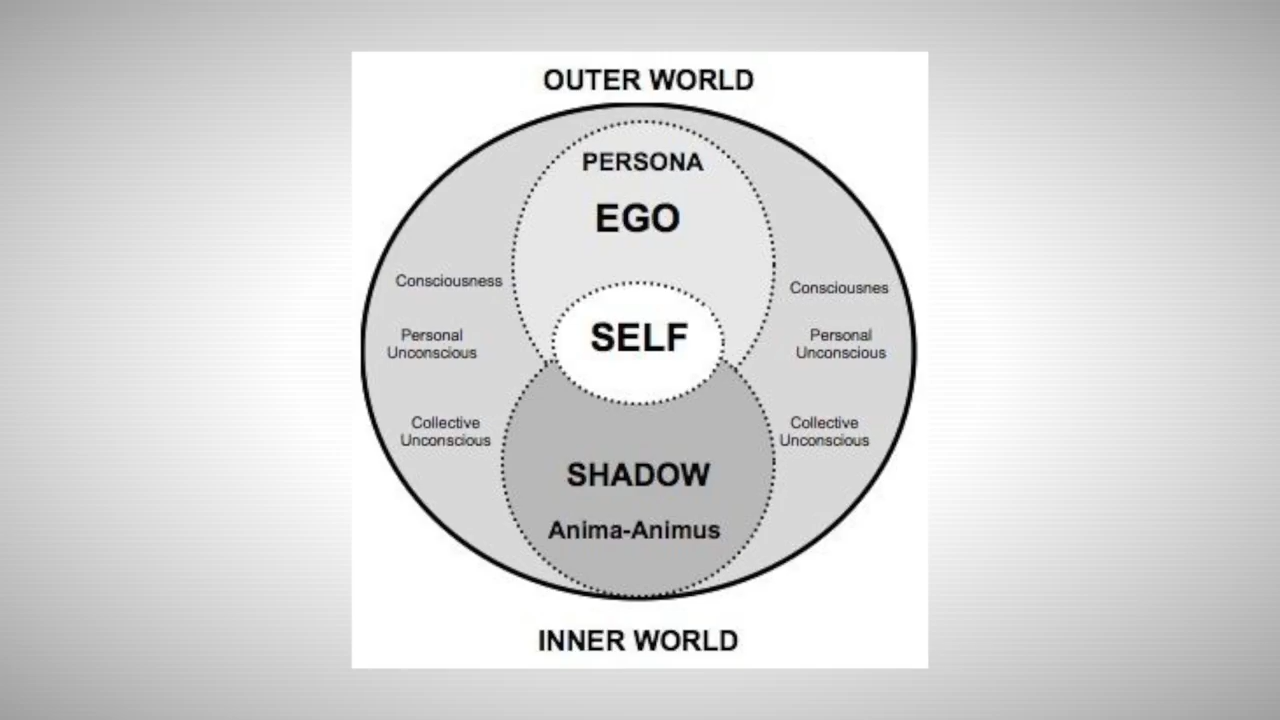 OUTER WORLD
PERSONA
EGO
Consciousness
Consciousnes
Personal
Unconscious
Personal
Unconscious
SELF
Collective
Unconscious
Collective
Unconscious
SHADOW
Anima-Animus
INNER WORLD